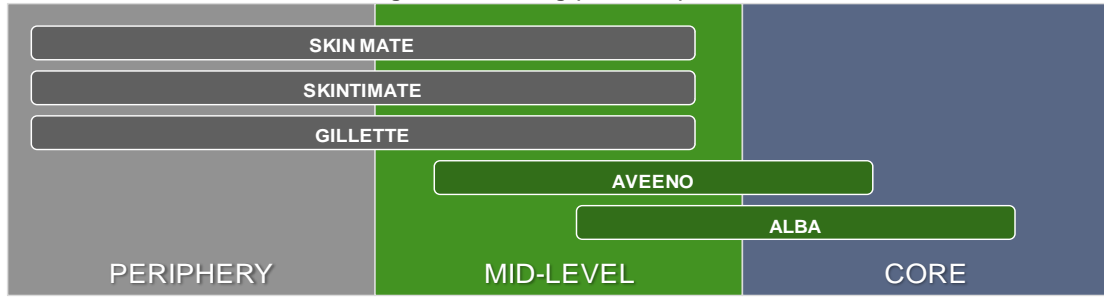 SKIN MATE
SKINTIMATE
GILLETTE
AVEENO
ALBA
PERIPHERY MID-LEVEL CORE